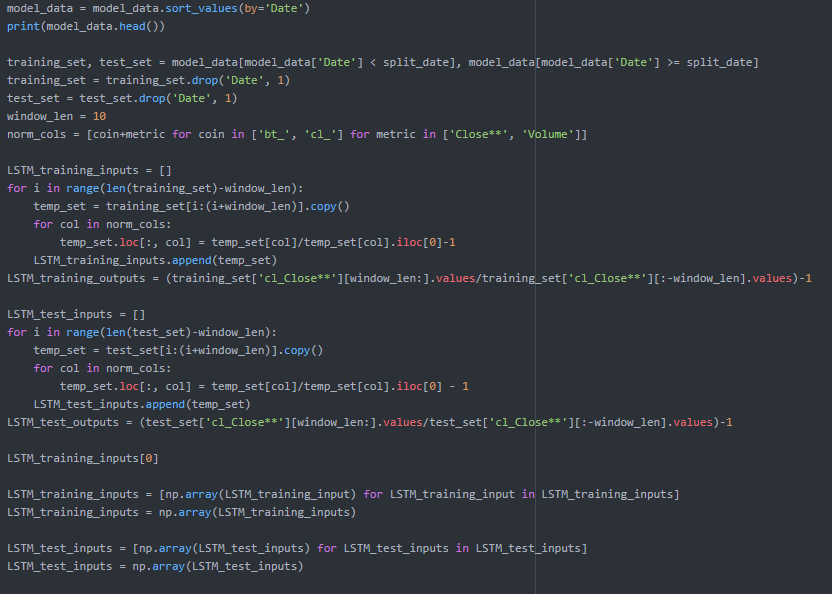 model_data = model_data.sort_values(by='Date')
print(model_data.head())
training_set, test_set = model_data[model_data['Date'] < split_date], model_data[model_data['Date'] >= split_date]
training_set = training_set.drop('Date', 1)
test_set = test_set.drop('Date', 1)
window_len = 10
norm_cols = [coin+metric for coin in ['bt_', 'cl_'] for metric in ['Close**', 'Volume']]
LSTM_training_inputs = []
for i in range(len(training_set)-window_len):
    temp_set = training_set[i:(i+window_len)].copy()
    for col in norm_cols:
        temp_set.loc[:, col] = temp_set[col]/temp_set[col].iloc[0]-1
    LSTM_training_inputs.append(temp_set)
LSTM_training_outputs = (training_set['cl_Close**'][window_len:].values/training_set['cl_Close**'][:-window_len].values)-1
LSTM_test_inputs = []
for i in range(len(test_set)-window_len):
    temp_set = test_set[i:(i+window_len)].copy()
    for col in norm_cols:
        temp_set.loc[:, col] = temp_set[col]/temp_set[col].iloc[0] - 1
    LSTM_test_inputs.append(temp_set)
LSTM_test_outputs = (test_set['cl_Close**'][window_len:].values/test_set['cl_Close**'][:-window_len].values)-1
LSTM_training_inputs[0]
LSTM_training_inputs = [np.array(LSTM_training_input) for LSTM_training_input in LSTM_training_inputs]
LSTM_training_inputs = np.array(LSTM_training_inputs)
LSTM_test_inputs = [np.array(LSTM_test_inputs) for LSTM_test_inputs in LSTM_test_inputs]
LSTM_test_inputs = np.array(LSTM_test_inputs)